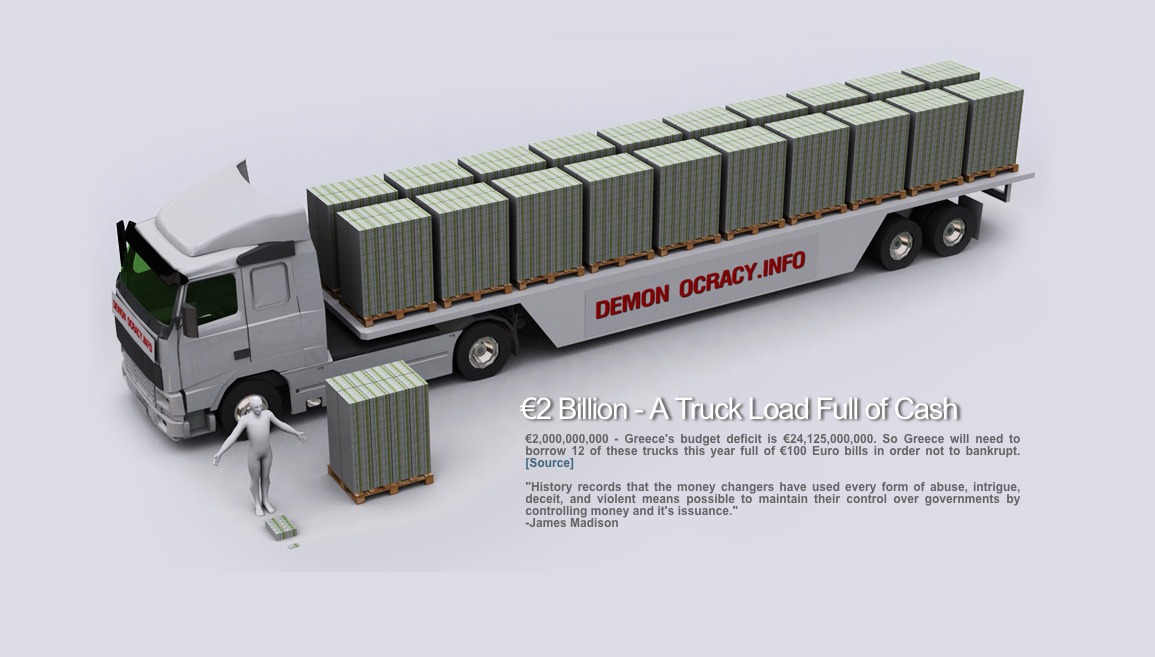 DEMON OCRACY.INFO
DEMON OCRACY.INFO
€2 Billion - A Truck Load Full of Cash
€2,000,000,000 - Greece's budget deficit is €24,125,000,000. So Greece will need to
borrow 12 of these trucks this year full of €100 Euro bills in order not to bankrupt.
[Source]
"History records that the money changers have used every form of abuse, intrigue,
deceit, and violent means possible to maintain their control over governments by
controlling money and it's issuance."
-James Madison